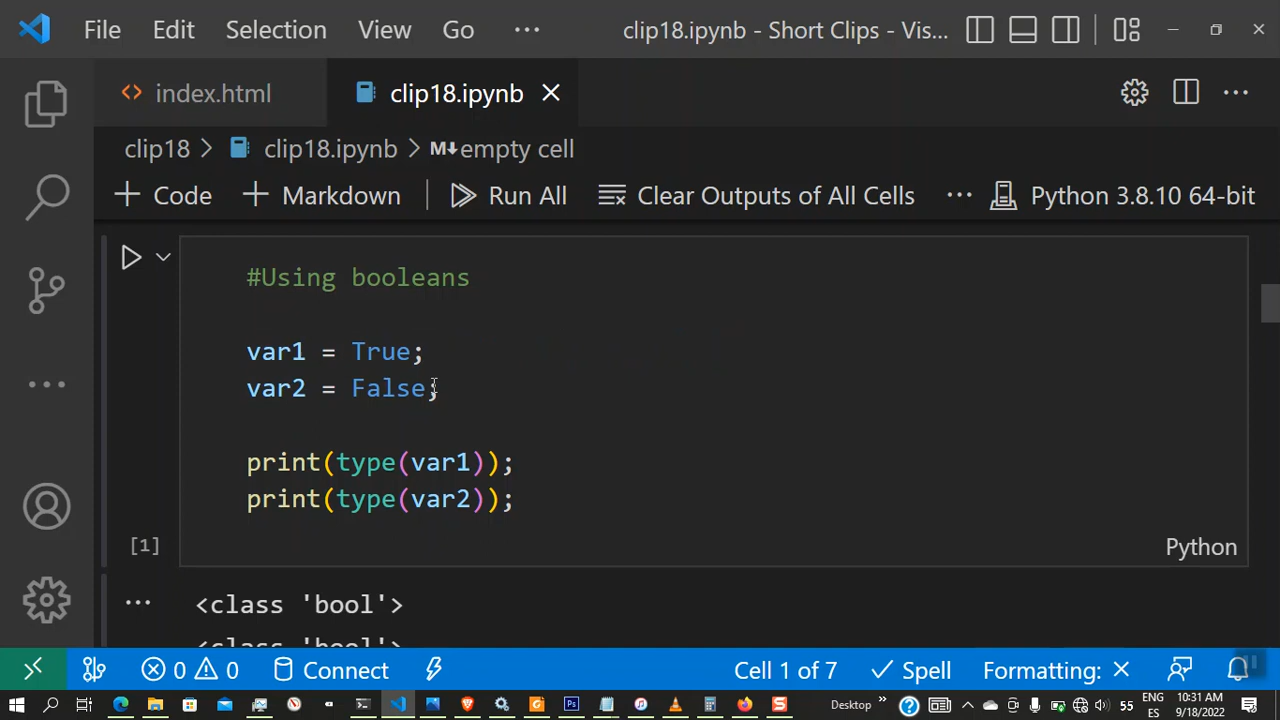 File Edit Selection View Go ··· clip18.ipynb - Short Clips - Vis...
index.html clip18.ipynb
clip18 > clip18.ipynb > M↓empty cell
+ Code + Markdown Run All Clear Outputs of All Cells ··· Python 3.8.10 64-bit
#Using booleans
var1 = True;
var2 = False;
print(type(var1));
print(type(var2));
[1] Python
<class 'bool'>
<class 'bool'>
0 0 Connect Cell 1 of 7 Spell Formatting:
Desktop 55 ENG 10:31 AM
ES 9/18/2022